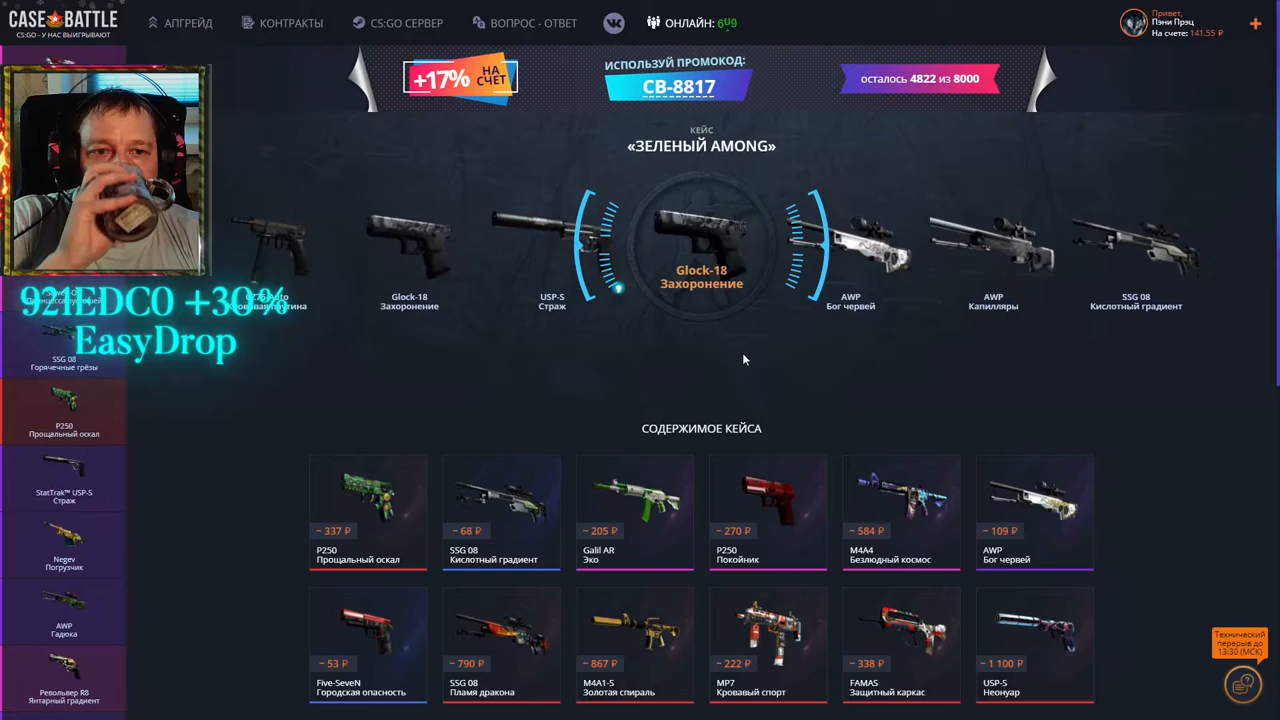 CASE BATTLE
CS:GO - У НАС ВЫИГРЫВАЮТ
АПГРЕЙД
КОНТРАКТЫ
CS:GO СЕРВЕР
ВОПРОС - ОТВЕТ
ОНЛАЙН:
Привет,
Пэни Прэц
На счете: 141.55 ₽
+17% НА СЧЕТ
ИСПОЛЬЗУЙ ПРОМОКОД:
CB-8817
осталось 4822 из 8000
КЕЙС
«ЗЕЛЕНЫЙ AMONG»
Glock-18
Захоронение
USP-S
Страж
Glock-18
Захоронение
AWP
Бог червей
AWP
Капилляры
SSG 08
Кислотный градиент
921EDC0 +30%
EasyDrop
SSG 08
Горячечные грёзы
P250
Прощальный оскал
StatTrak™ USP-S
Страж
Negev
Погрузчик
AWP
Гадюка
Револьвер R8
Янтарный градиент
СОДЕРЖИМОЕ КЕЙСА
~ 337 ₽
P250
Прощальный оскал
~ 68 ₽
SSG 08
Кислотный градиент
~ 205 ₽
Galil AR
Эко
~ 270 ₽
P250
Покойник
~ 584 ₽
M4A4
Безлюдный космос
~ 109 ₽
AWP
Бог червей
~ 53 ₽
Five-SeveN
Городская опасность
~ 790 ₽
SSG 08
Пламя дракона
~ 867 ₽
M4A1-S
Золотая спираль
~ 222 ₽
MP7
Кровавый спорт
~ 338 ₽
FAMAS
Защитный каркас
~ 1 100 ₽
USP-S
Неонуар
Технический
перерыв до
13:30 (МСК)